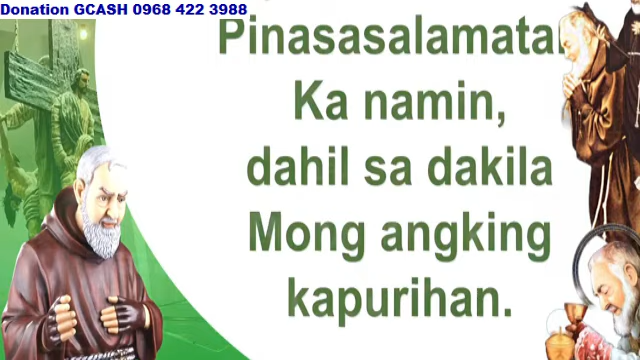 Donation GCASH 0968 422 3988
Pinasasalamatan
Ka namin,
dahil sa dakila
Mong angking
kapurihan.